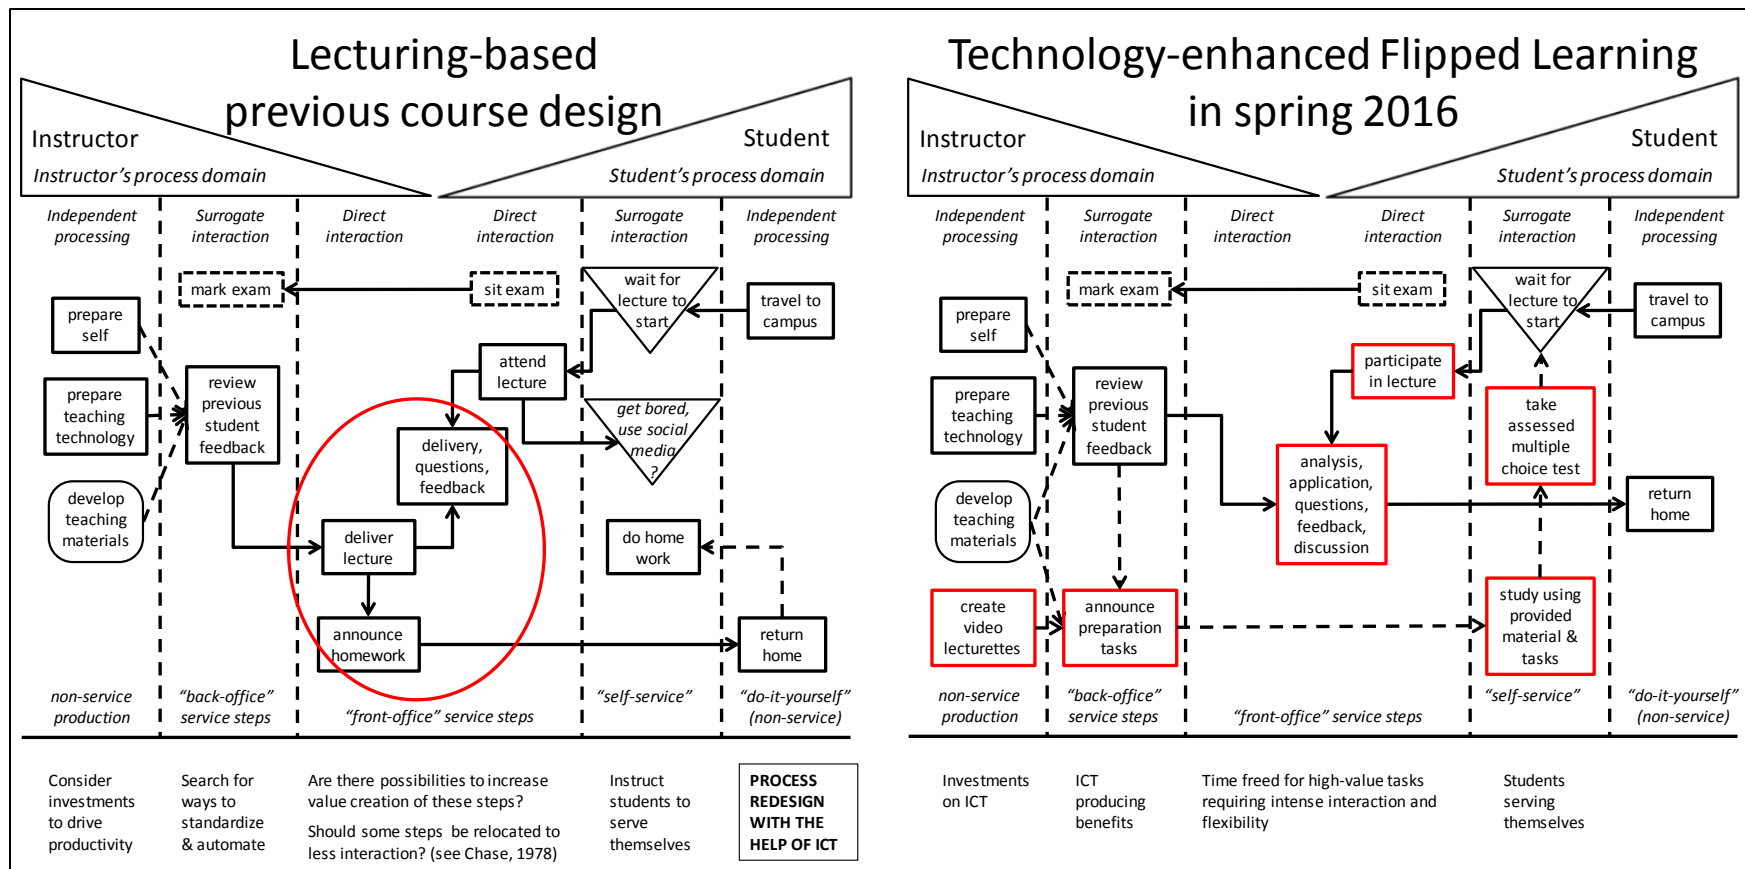 Lecturing-based
previous course design
Instructor
Student
Instructor's process domain
Student's process domain
Independent
processing
Surrogate
interaction
Direct
interaction
Direct
interaction
Surrogate
interaction
Independent
processing
mark exam
sit exam
wait for
lecture to
start
travel to
campus
prepare
self
attend
lecture
prepare
teaching
technology
review
previous
student
feedback
get bored,
use social
media
?
delivery,
questions,
feedback
develop
teaching
materials
deliver
lecture
do home
work
announce
homework
return
home
non-service
production
"back-office"
service steps
"front-office" service steps
"self-service"
"do-it-yourself"
(non-service)
Consider
investments
to drive
productivity
Search for
ways to
standardize
& automate
Are there possibilities to increase
value creation of these steps?
Should some steps be relocated to
less interaction? (see Chase, 1978)
Instruct
students to
serve
themselves
PROCESS
REDESIGN
WITH THE
HELP OF ICT
Technology-enhanced Flipped Learning
in spring 2016
Instructor
Student
Instructor's process domain
Student's process domain
Independent
processing
Surrogate
interaction
Direct
interaction
Direct
interaction
Surrogate
interaction
Independent
processing
mark exam
sit exam
wait for
lecture to
start
travel to
campus
prepare
self
participate
in lecture
prepare
teaching
technology
review
previous
student
feedback
take
assessed
multiple
choice test
analysis,
application,
questions,
feedback,
discussion
develop
teaching
materials
return
home
create
video
lecturettes
announce
preparation
tasks
study using
provided
material &
tasks
non-service
production
"back-office"
service steps
"front-office" service steps
"self-service"
"do-it-yourself"
(non-service)
Investments
on ICT
ICT
producing
benefits
Time freed for high-value tasks
requiring intense interaction and
flexibility
Students
serving
themselves